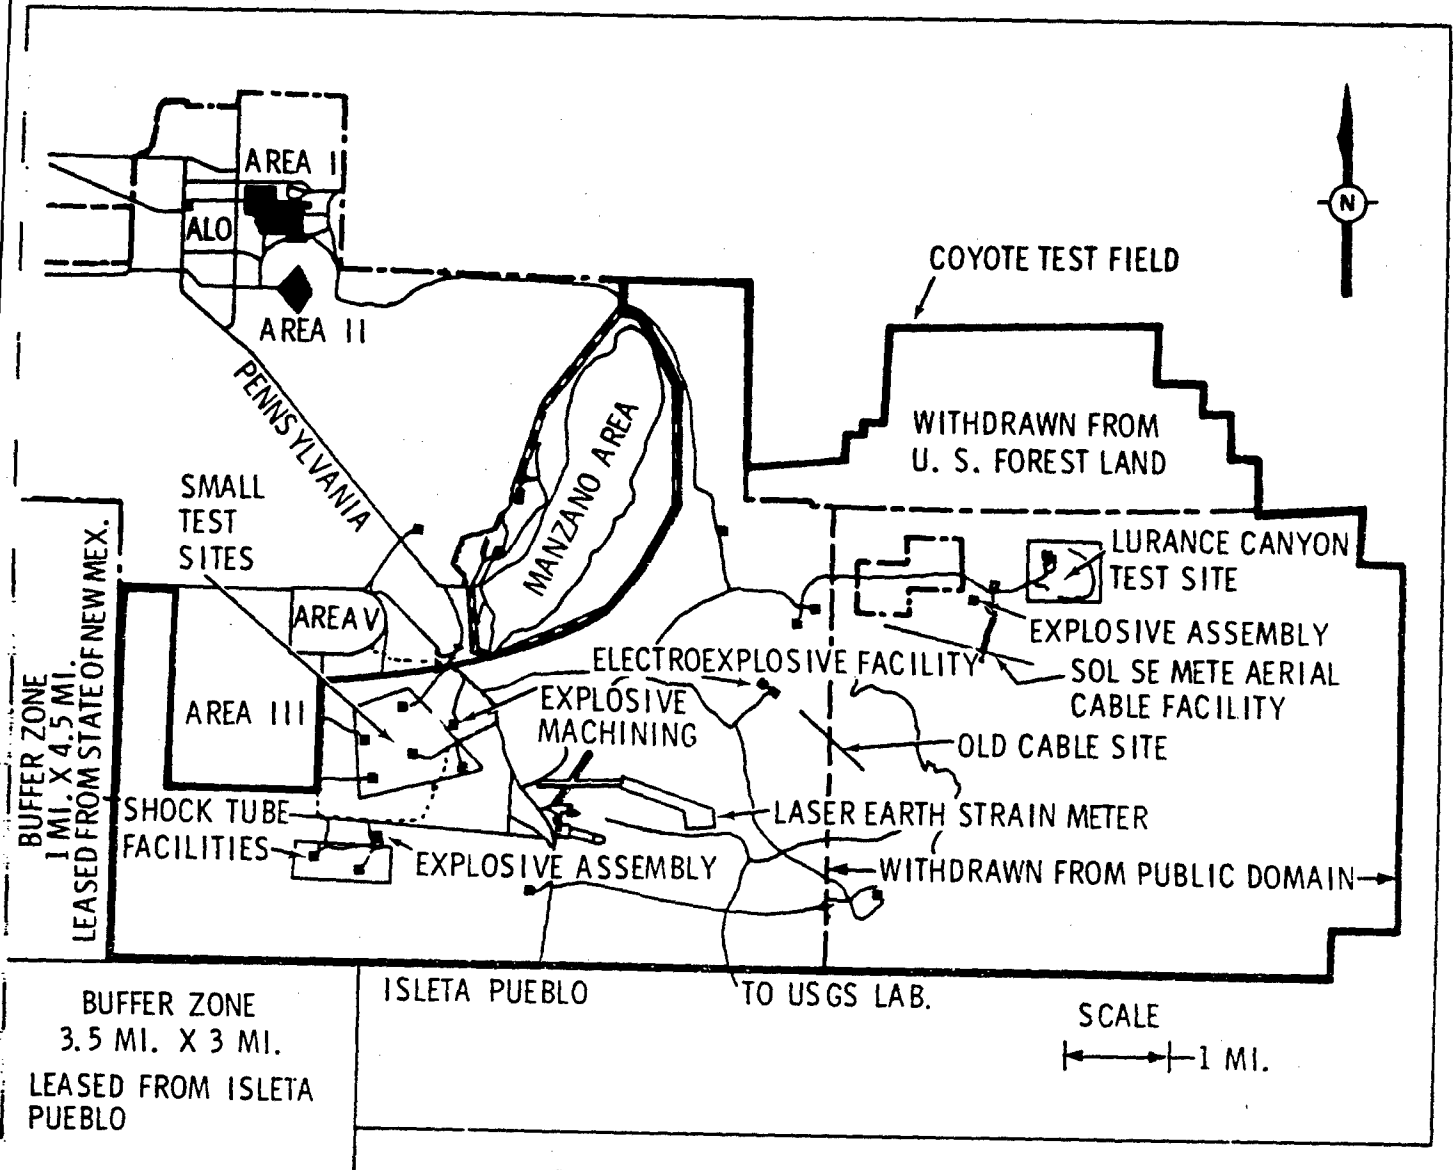 AREA I
ALO
AREA II
N
COYOTE TEST FIELD
PENNSYLVANIA
WITHDRAWN FROM
U. S. FOREST LAND
MANZANO AREA
SMALL
TEST
SITES
LURANCE CANYON
TEST SITE
AREA V
EXPLOSIVE ASSEMBLY
ELECTROEXPLOSIVE FACILITY
SOL SE METE AERIAL
CABLE FACILITY
AREA III
EXPLOSIVE
MACHINING
OLD CABLE SITE
BUFFER ZONE
1 MI. X 4.5 MI.
LEASED FROM STATE OF NEW MEX.
SHOCK TUBE
FACILITIES
LASER EARTH STRAIN METER
EXPLOSIVE ASSEMBLY
WITHDRAWN FROM PUBLIC DOMAIN
ISLETA PUEBLO
TO USGS LAB.
BUFFER ZONE
3.5 MI. X 3 MI.
LEASED FROM ISLETA
PUEBLO
SCALE
1 MI.